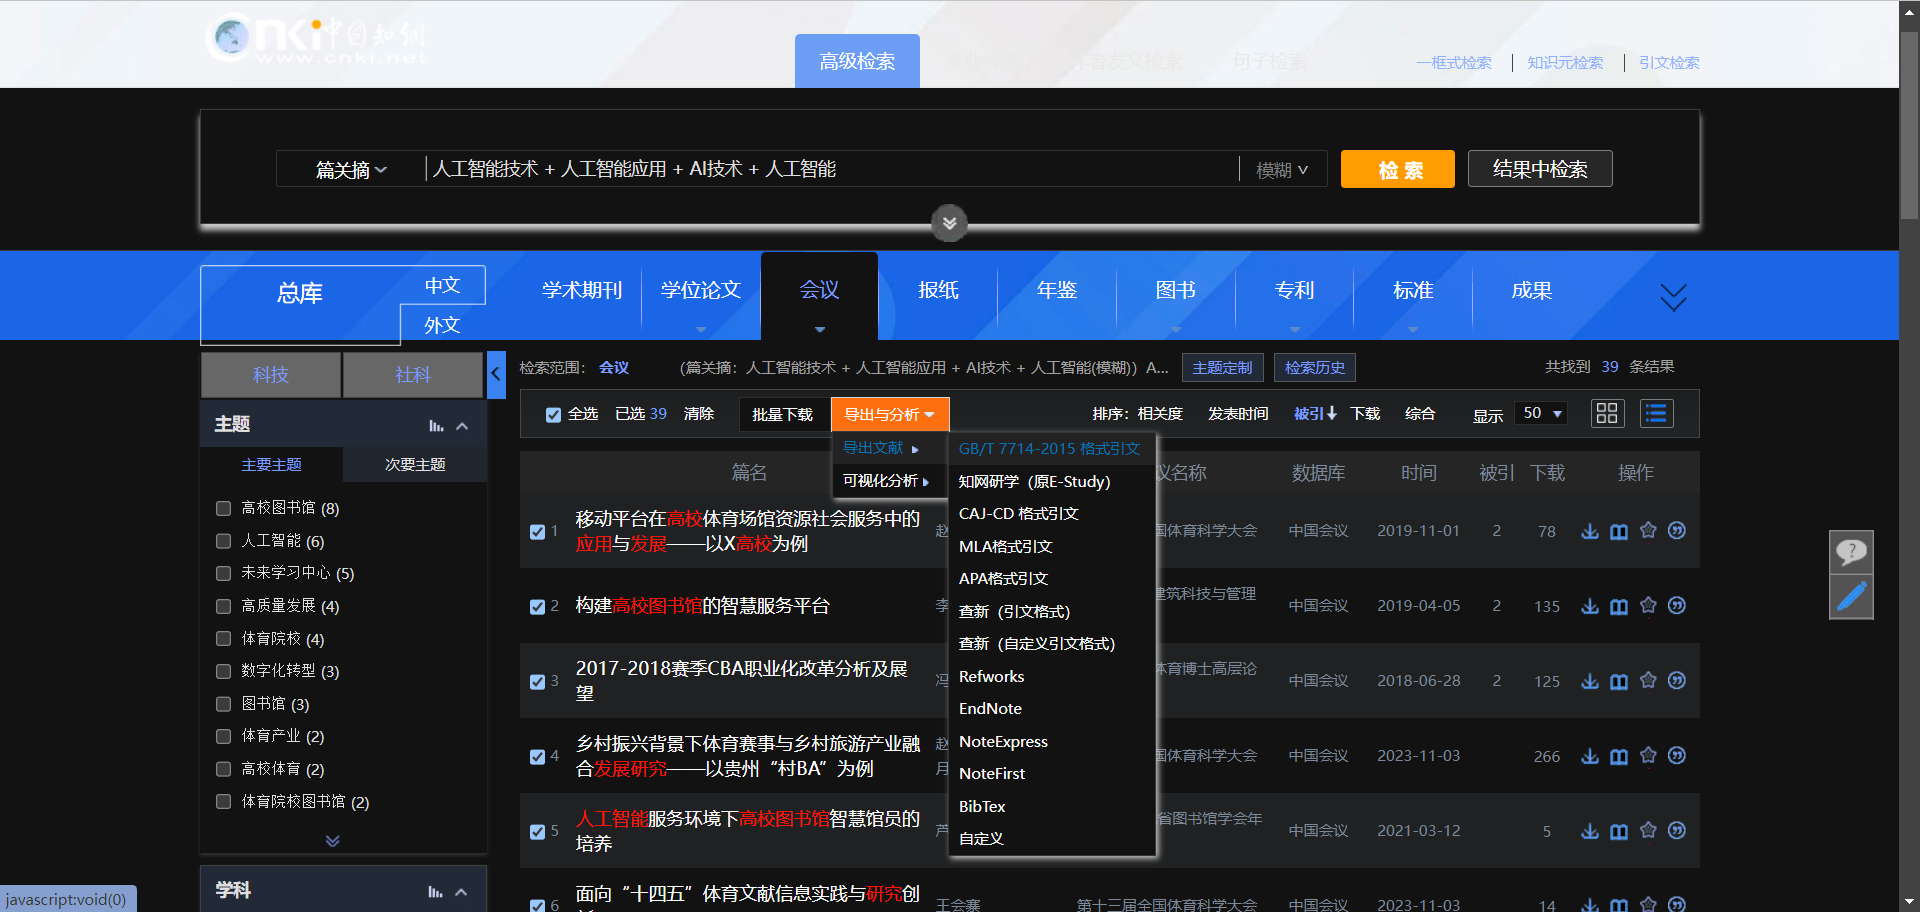 cnki 中国知网
www.cnki.net
高级检索
专业检索
作者发文检索
句子检索
一框式检索
知识元检索
引文检索
篇关摘
人工智能技术 + 人工智能应用 + AI技术 + 人工智能
模糊
检 索
结果中检索
总库
中文
外文
学术期刊
学位论文
会议
报纸
年鉴
图书
专利
标准
成果
科技
社科
检索范围：
会议
(篇关摘：人工智能技术 + 人工智能应用 + AI技术 + 人工智能(模糊)) A...
主题定制
检索历史
共找到 39 条结果
主题
全选
已选 39
清除
批量下载
导出与分析
排序：
相关度
发表时间
被引
下载
综合
显示
50
主要主题
次要主题
高校图书馆 (8)
人工智能 (6)
未来学习中心 (5)
高质量发展 (4)
体育院校 (4)
数字化转型 (3)
图书馆 (3)
体育产业 (2)
高校体育 (2)
体育院校图书馆 (2)
学科
导出文献
可视化分析
GB/T 7714-2015 格式引文
知网研学（原E-Study)
CAJ-CD 格式引文
MLA格式引文
APA格式引文
查新（引文格式)
查新（自定义引文格式)
Refworks
EndNote
NoteExpress
NoteFirst
BibTex
自定义
篇名
议名称
数据库
时间
被引
下载
操作
1
移动平台在高校体育场馆资源社会服务中的
应用与发展——以X高校为例
赵
国体育科学大会
中国会议
2019-11-01
2
78
2
构建高校图书馆的智慧服务平台
李
建筑科技与管理
中国会议
2019-04-05
2
135
3
2017-2018赛季CBA职业化改革分析及展
望
冯
体育博士高层论
中国会议
2018-06-28
2
125
4
乡村振兴背景下体育赛事与乡村旅游产业融
合发展研究——以贵州“村BA”为例
赵
月
国体育科学大会
中国会议
2023-11-03
266
5
人工智能服务环境下高校图书馆智慧馆员的
培养
芦
省图书馆学会年
中国会议
2021-03-12
5
6
面向“十四五”体育文献信息实践与研究创
王会寨
第十三届全国体育科学大会
中国会议
2023-11-03
14
javascript:void(0)